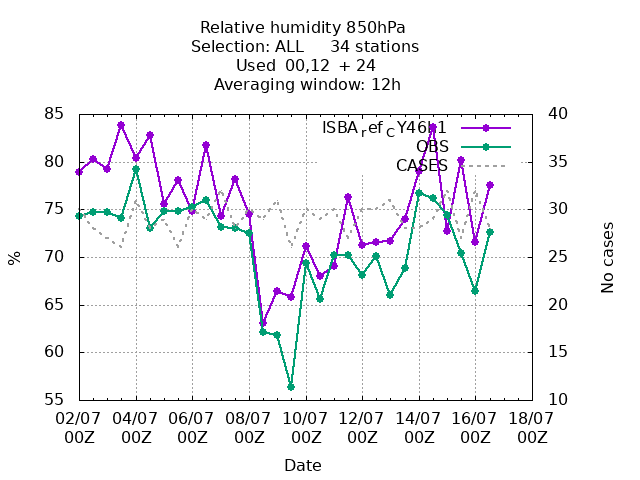 Relative humidity 850hPa
Selection: ALL 34 stations
Used 00,12 + 24
Averaging window: 12h
85 40
ISBA_ref_CY46h1
OBS
80 35
CASES
75 30
70 25
% No cases
65 20
60 15
55 10
02/07 04/07 06/07 08/07 10/07 12/07 14/07 16/07 18/07
00Z 00Z 00Z 00Z 00Z 00Z 00Z 00Z 00Z
Date